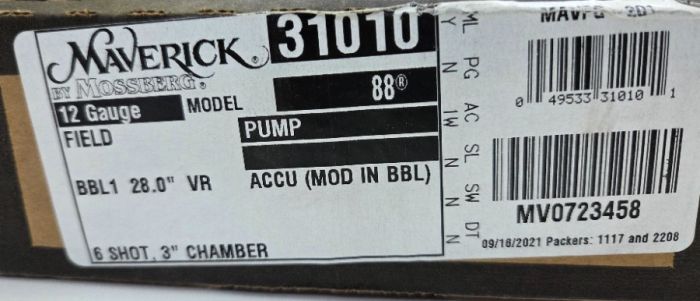 MAVERICK®
BY MOSSBERG®
31010
12 Gauge
MODEL 88®
FIELD
PUMP
BBL1 28.0" VR
ACCU (MOD IN BBL)
6 SHOT, 3" CHAMBER
ML PG AC SL SW DT
Y N IW N N N
0 49533 31010 1
MV0723458
09/16/2021 Packers: 1117 and 2208